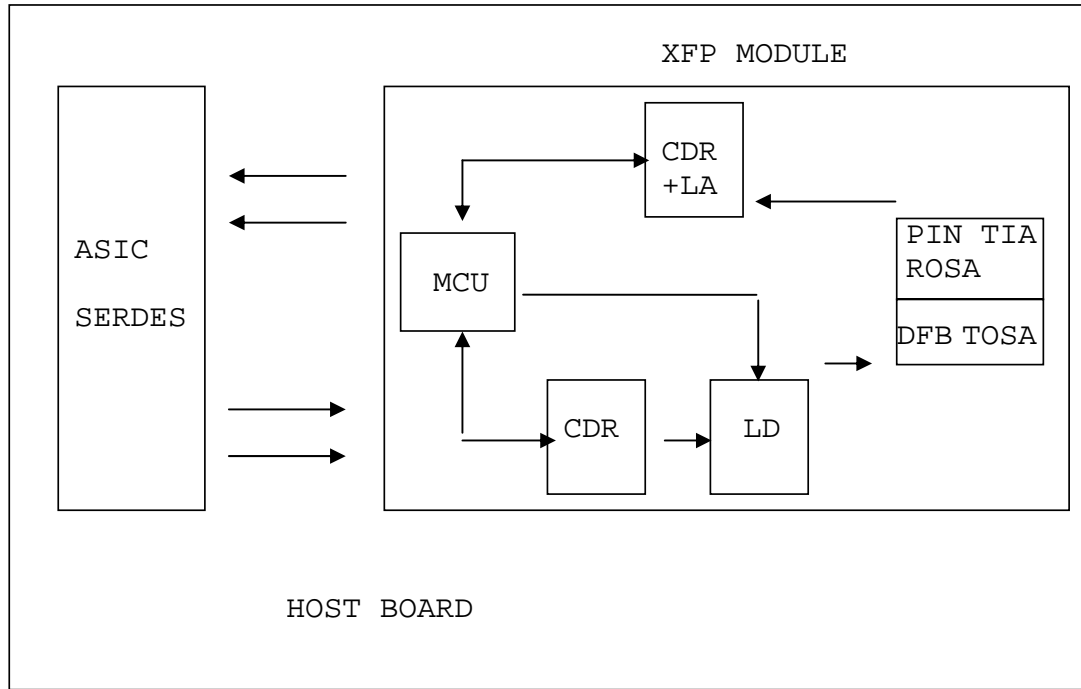 XFP MODULE
CDR
+LA
ASIC
SERDES
MCU
PIN TIA
ROSA
DFB TOSA
CDR
LD
HOST BOARD